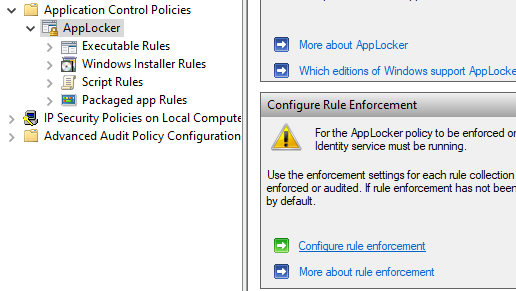 Application Control Policies
AppLocker
Executable Rules
Windows Installer Rules
Script Rules
Packaged app Rules
IP Security Policies on Local Compute
Advanced Audit Policy Configuration
More about AppLocker
Which editions of Windows support AppLocke
Configure Rule Enforcement
For the AppLocker policy to be enforced on
Identity service must be running.
Use the enforcement settings for each rule collection
enforced or audited. If rule enforcement has not been
by default.
Configure rule enforcement
More about rule enforcement